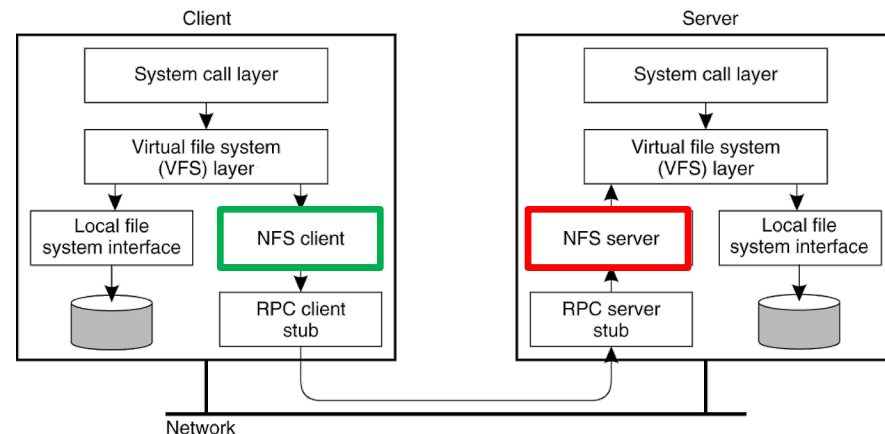 Client
System call layer
Virtual file system
(VFS) layer
Local file
system interface
NFS client
RPC client
stub
Server
System call layer
Virtual file system
(VFS) layer
NFS server
Local file
system interface
RPC server
stub
Network